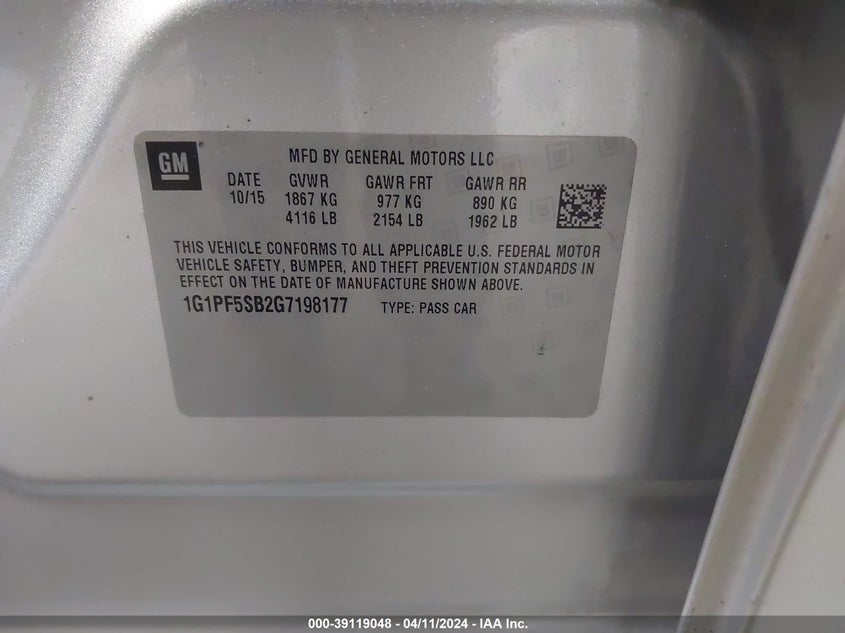 GM
MFD BY GENERAL MOTORS LLC
DATE GVWR GAWR FRT GAWR RR
10/15 1867 KG 977 KG 890 KG
4116 LB 2154 LB 1962 LB
THIS VEHICLE CONFORMS TO ALL APPLICABLE U.S. FEDERAL MOTOR
VEHICLE SAFETY, BUMPER, AND THEFT PREVENTION STANDARDS IN
EFFECT ON THE DATE OF MANUFACTURE SHOWN ABOVE.
1G1PF5SB2G7198177 TYPE: PASS CAR
000-39119048 - 04/11/2024 - IAA Inc.